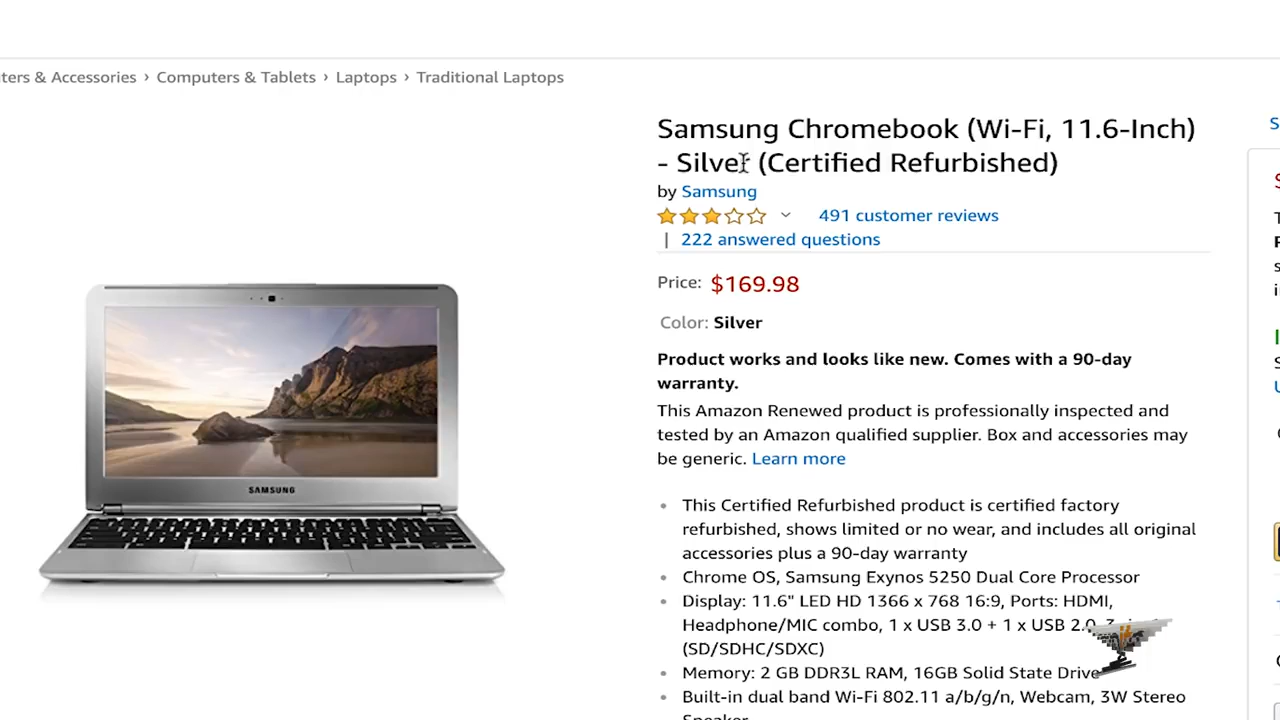 ters & Accessories › Computers & Tablets › Laptops › Traditional Laptops
Samsung Chromebook (Wi-Fi, 11.6-Inch)
- Silver (Certified Refurbished)
by Samsung
491 customer reviews
| 222 answered questions
Price: $169.98
Color: Silver
Product works and looks like new. Comes with a 90-day
warranty.
This Amazon Renewed product is professionally inspected and
tested by an Amazon qualified supplier. Box and accessories may
be generic. Learn more
SAMSUNG
• This Certified Refurbished product is certified factory
refurbished, shows limited or no wear, and includes all original
accessories plus a 90-day warranty
• Chrome OS, Samsung Exynos 5250 Dual Core Processor
• Display: 11.6" LED HD 1366 x 768 16:9, Ports: HDMI,
Headphone/MIC combo, 1 x USB 3.0 + 1 x USB 2.0,
(SD/SDHC/SDXC)
• Memory: 2 GB DDR3L RAM, 16GB Solid State Drive
• Built-in dual band Wi-Fi 802.11 a/b/g/n, Webcam, 3W Stereo